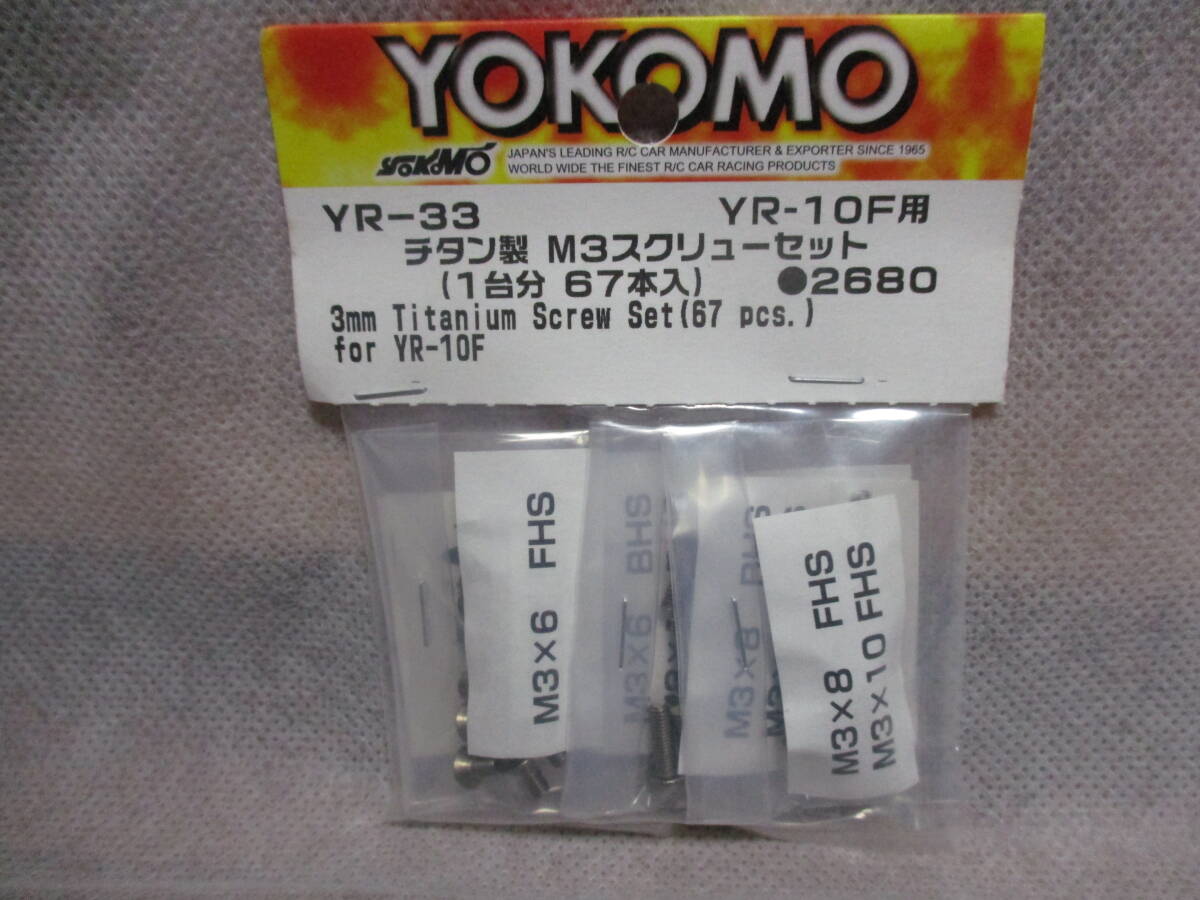 YOKOMO
YOKOMO JAPAN'S LEADING R/C CAR MANUFACTURER & EXPORTER SINCE 1965
WORLD WIDE THE FINEST R/C CAR RACING PRODUCTS
YR-33 YR-10F用
チタン製 M3スクリューセット
(1台分 67本入) ●2680
3mm Titanium Screw Set(67 pcs.)
for YR-10F
M3×6 FHS
M3×6 BHS
M3×8 BHS
M3×8 FHS
M3×10 FHS